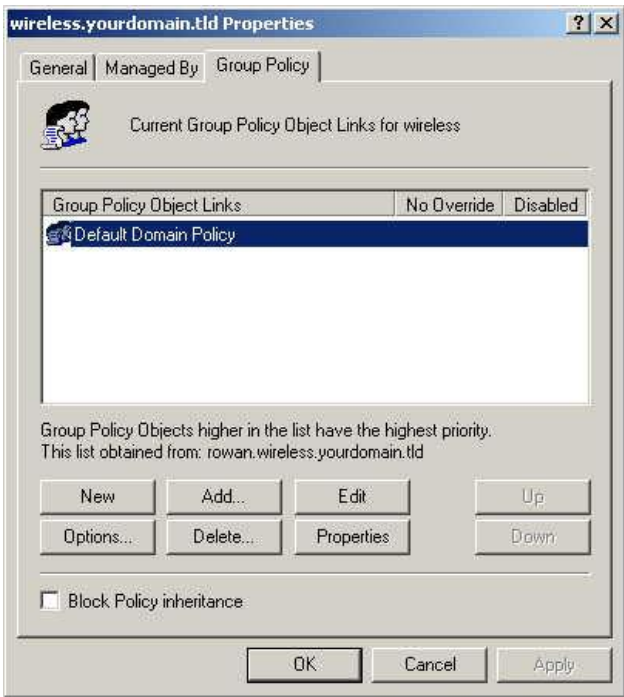 wireless.yourdomain.tld Properties
General Managed By Group Policy
Current Group Policy Object Links for wireless
Group Policy Object Links No Override Disabled
Default Domain Policy
Group Policy Objects higher in the list have the highest priority.
This list obtained from: rowan.wireless.yourdomain.tld
New Add... Edit Up
Options... Delete... Properties Down
Block Policy inheritance
OK Cancel Apply